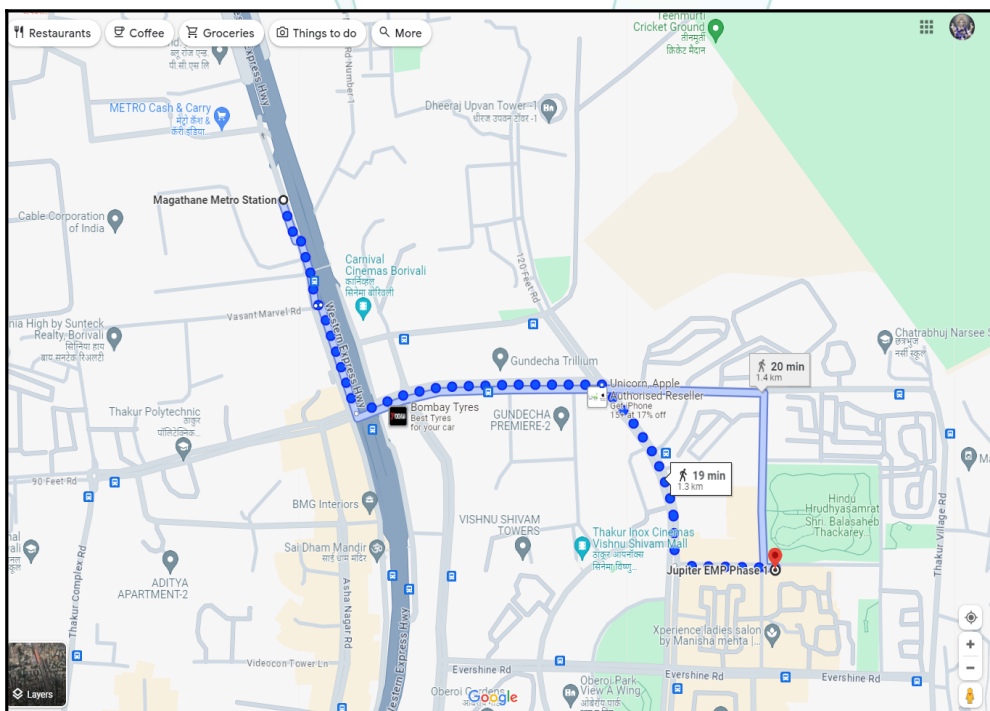 Restaurants
Coffee
Groceries
Things to do
More
Teenmurti
Cricket Ground
तीनमूर्ती
क्रिकेट मैदान
Express Hwy
Rd Number 1
METRO Cash & Carry
मेट्रो कॅश &
कॅरी इंडिया...
Dheeraj Upvan Tower -1
धीरज उपवन टॉवर -1
Magathane Metro Station
Cable Corporation
of India
Carnival
Cinemas Borivali
कार्निव्हल
सिनेमा बोरिवली
120 Feet Rd
Vasant Marvel Rd
Western Express Hwy
nia High by Sunteck
Realty, Borivali
Chatrabhuj Narsee S
Gundecha Trillium
20 min
1.4 km
Unicorn, Apple
Authorised Reseller
Get iPhone
15 at 17% off
Thakur Polytechnic
ठाकुर
पॉलिटेक्निक...
Bombay Tyres
Best Tyres
for your car
GUNDECHA
PREMIERE-2
19 min
1.3 km
90 Feet Rd
BMG Interiors
Hindu
Hrudhyasamrat
Shri. Balasaheb
Thackarey...
VISHNU SHIVAM
TOWERS
Thakur Inox Cinemas
Vishnu Shivam Mall
ठाकुर आयनॉक्स
सिनेमा विष्णु...
Sai Dham Mandir
साई धाम मंदिर
Thakur Village Rd
Jupiter EMP Phase 1
ADITYA
APARTMENT-2
Thakur Complex Rd
Asha Nagar Rd
Western Express Hwy
Xperience ladies salon
by Manisha mehta |...
Videocon Tower Ln
Evershine Rd
Evershine Rd
Oberoi Gardens
Oberoi Park
View A Wing
Layers
Google